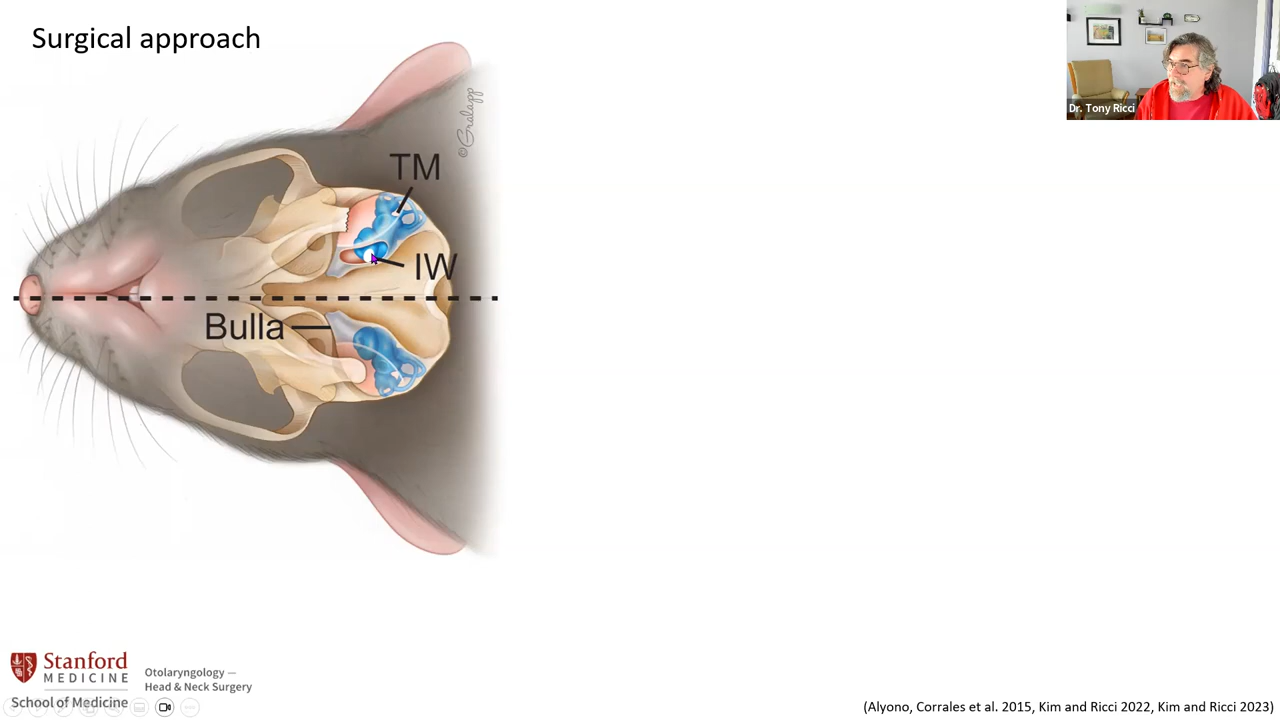 Surgical approach
Dr. Tony Ricci
©Gralapp
TM
IW
Bulla
Stanford
MEDICINE
School of Medicine
Otolaryngology —
Head & Neck Surgery
(Alyono, Corrales et al. 2015, Kim and Ricci 2022, Kim and Ricci 2023)